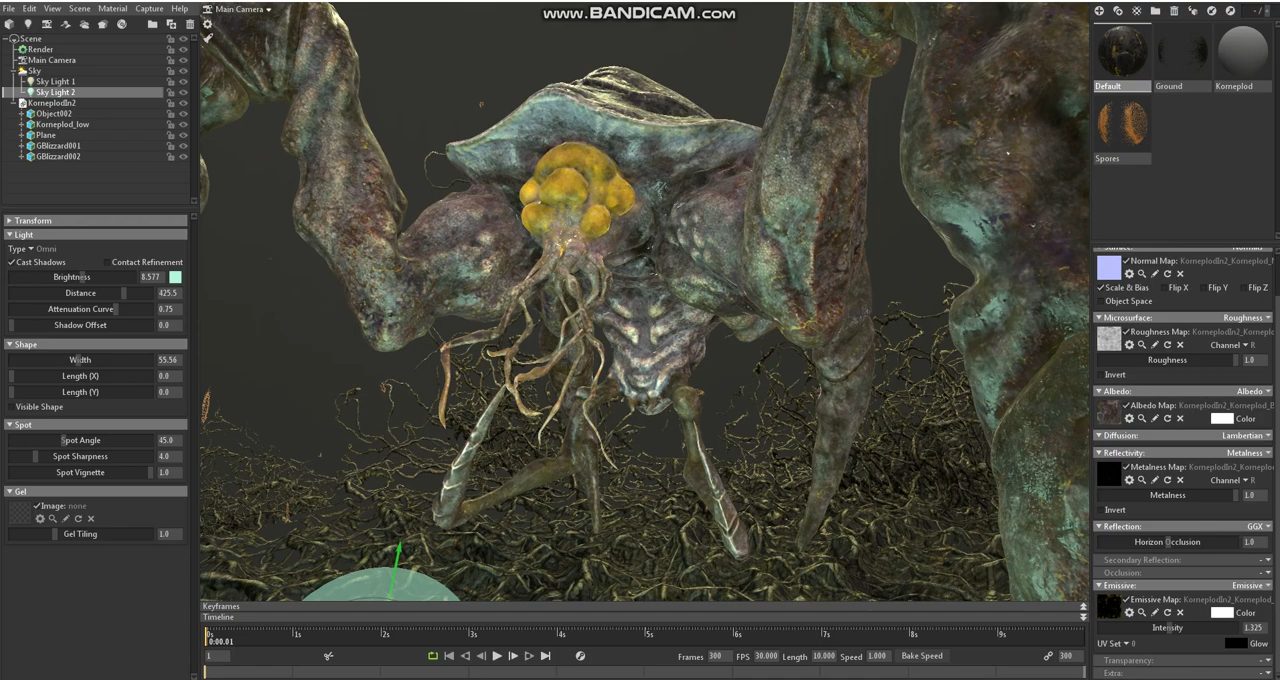 File Edit View Scene Material Capture Help
Main Camera
www.BANDICAM.com
- /
Scene
Render
Main Camera
Sky
Sky Light 1
Sky Light 2
KorneplodIn2
Object002
Korneplod_low
Plane
GBlizzard001
GBlizzard002
Transform
Light
Type Omni
Cast Shadows Contact Refinement
Brightness 8.577
Distance 425.5
Attenuation Curve 0.75
Shadow Offset 0.0
Shape
Width 55.56
Length (X) 0.0
Length (Y) 0.0
Visible Shape
Spot
Spot Angle 45.0
Spot Sharpness 4.0
Spot Vignette 1.0
Gel
Image: none
Gel Tiling 1.0
Default Ground Korneplod
Spores
Surface: Normals
Normal Map: KorneplodIn2_Korneplod_N
Scale & Bias Flip X Flip Y Flip Z
Object Space
Microsurface: Roughness
Roughness Map: KorneplodIn2_Kornepl
Channel R
Roughness 1.0
Invert
Albedo: Albedo
Albedo Map: KorneplodIn2_Korneplod_B
Color
Diffusion: Lambertian
Reflectivity: Metalness
Metalness Map: KorneplodIn2_Kornepl
Channel R
Metalness 1.0
Invert
Reflection: GGX
Horizon Occlusion 1.0
Secondary Reflection: -
Occlusion: -
Emissive: Emissive
Emissive Map: KorneplodIn2_Korneplod_
Color
Intensity 1.325
UV Set 0 Glow
Transparency: -
Extra: -
Keyframes
Timeline
0s 1s 2s 3s 4s 5s 6s 7s 8s 9s
0:00.01
1 Frames 300 FPS 30.000 Length 10.000 Speed 1.000 Bake Speed 300